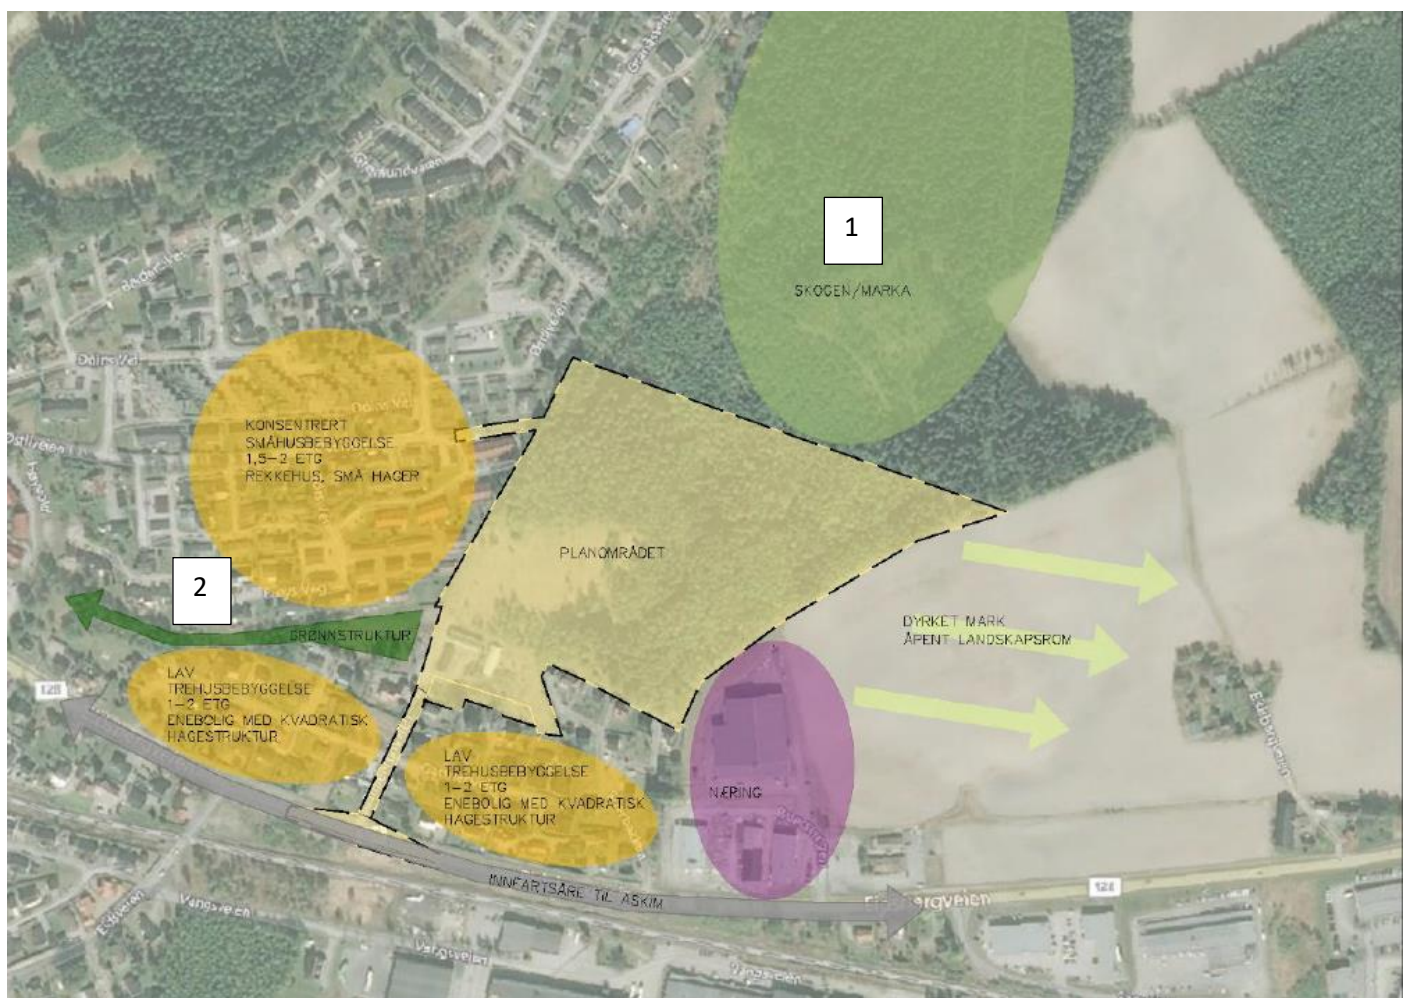 1
SKOGEN/MARKA
KONSENTRERT
SMÅHUSBEBYGGELSE
1,5-2 ETG
REKKEHUS, SMÅ HAGER
PLANOMRÅDET
2
GRØNNSTRUKTUR
DYRKET MARK
ÅPENT LANDSKAPSROM
LAV
TREHUSBEBYGGELSE
1-2 ETG
ENEBOLIG MED KVADRATISK
HAGESTRUKTUR
128
LAV
TREHUSBEBYGGELSE
1-2 ETG
ENEBOLIG MED KVADRATISK
HAGESTRUKTUR
NÆRING
INNFARTSÅRE TIL ASKIM
128
Vangsveien
Vangsveien
Vangsveien